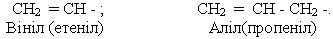 CH₂ = CH - ; CH₂ = CH - CH₂ -.
Вініл (етеніл) Аліл(пропеніл)